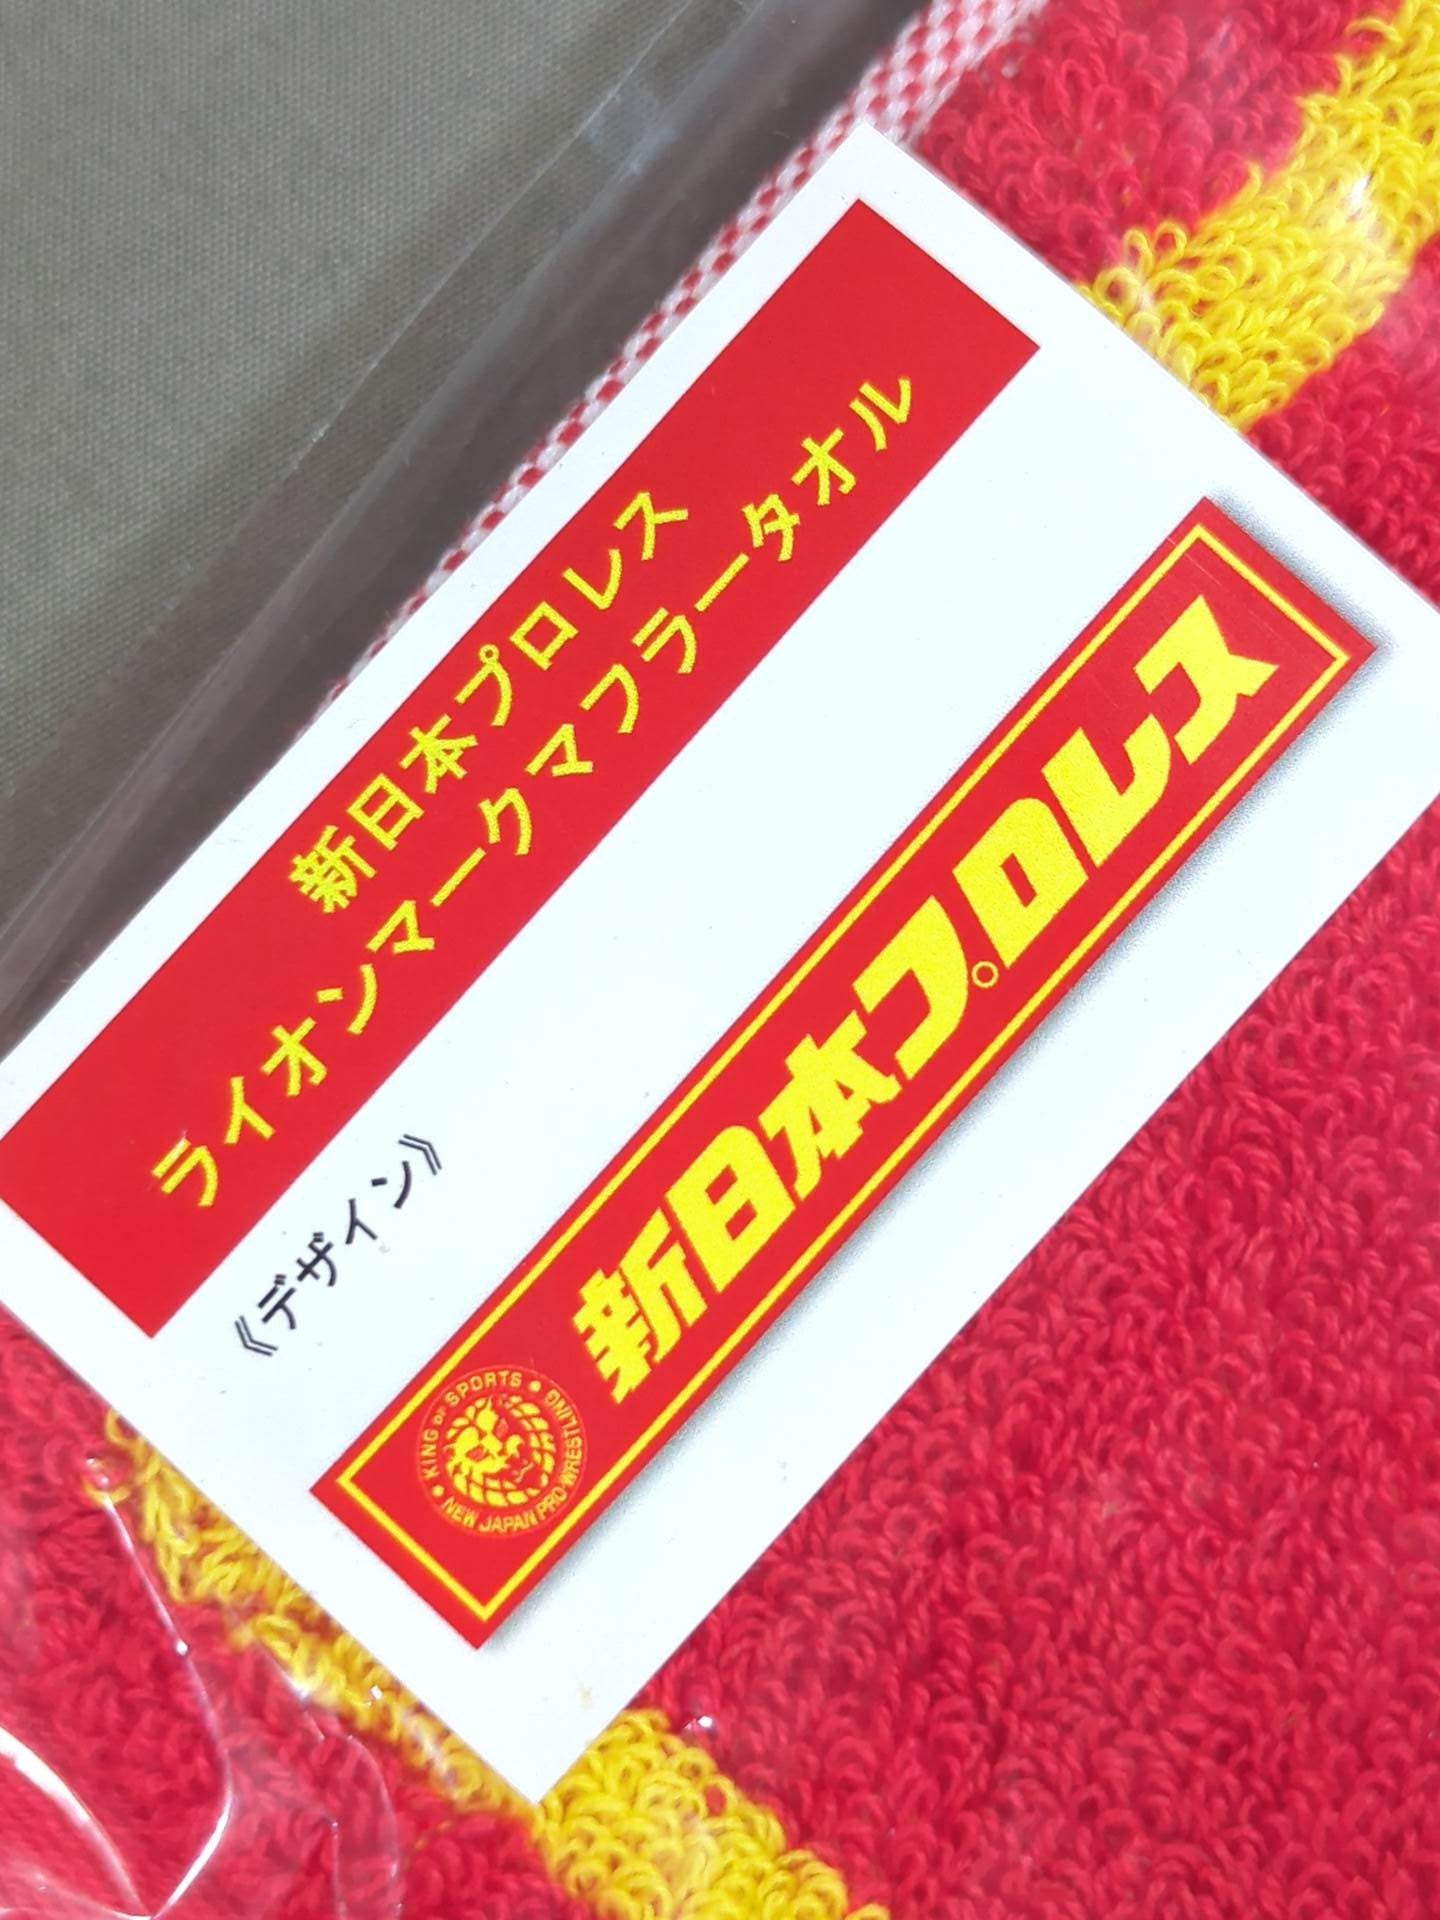 新日本プロレス
ライオンマークマフラータオル
《デザイン》
新日本プロレス
KING OF SPORTS
NEW JAPAN PRO-WRESTLING